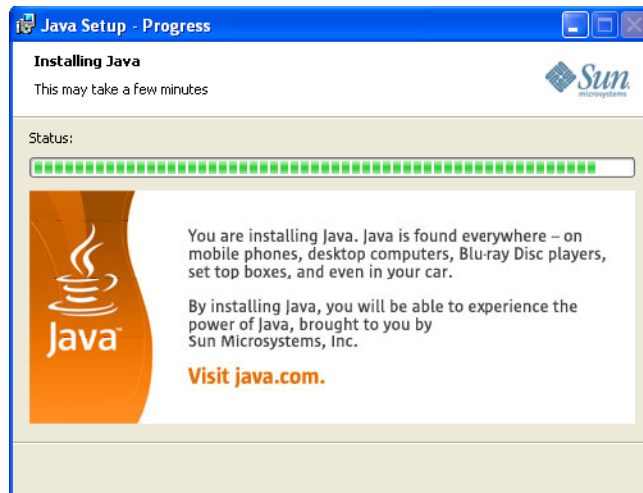 Java Setup - Progress
Installing Java
This may take a few minutes
Sun
microsystems
Status:
You are installing Java. Java is found everywhere – on
mobile phones, desktop computers, Blu-ray Disc players,
set top boxes, and even in your car.
By installing Java, you will be able to experience the
power of Java, brought to you by
Sun Microsystems, Inc.
Visit java.com.
Java™